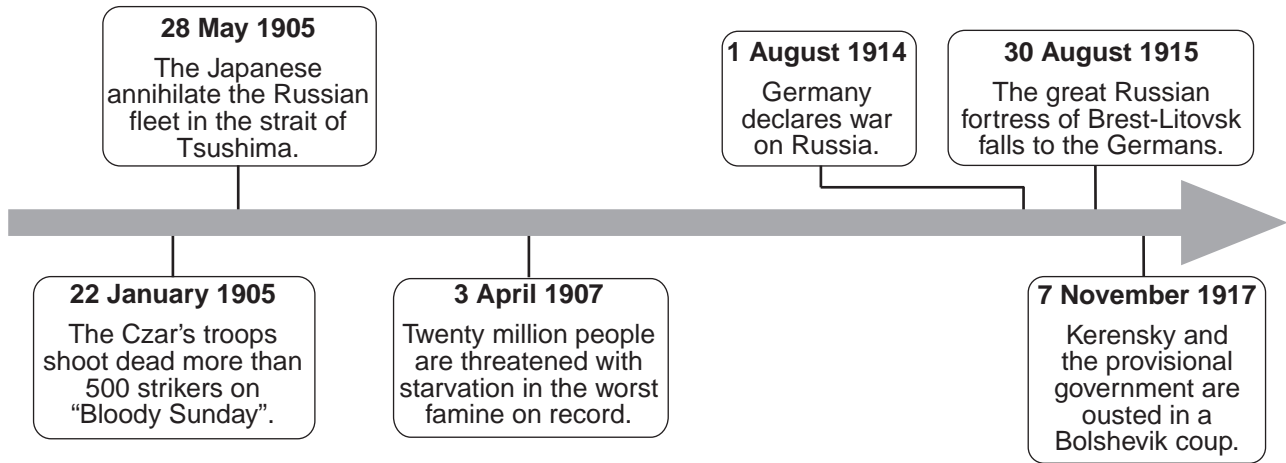 28 May 1905
The Japanese
annihilate the Russian
fleet in the strait of
Tsushima.
1 August 1914
Germany
declares war
on Russia.
30 August 1915
The great Russian
fortress of Brest-Litovsk
falls to the Germans.
22 January 1905
The Czar’s troops
shoot dead more than
500 strikers on
“Bloody Sunday”.
3 April 1907
Twenty million people
are threatened with
starvation in the worst
famine on record.
7 November 1917
Kerensky and
the provisional
government are
ousted in a
Bolshevik coup.